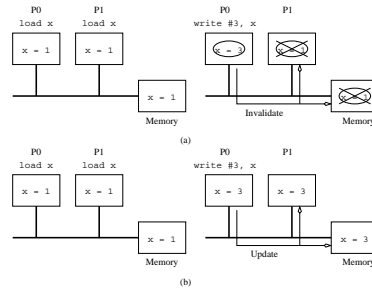 P0 P1
load x load x
x = 1 x = 1
x = 1
Memory
P0 P1
write #3, x
x = 3 x = 1
x = 1
Invalidate
Memory
(a)
P0 P1
load x load x
x = 1 x = 1
x = 1
Memory
P0 P1
write #3, x
x = 3 x = 3
x = 3
Update
Memory
(b)